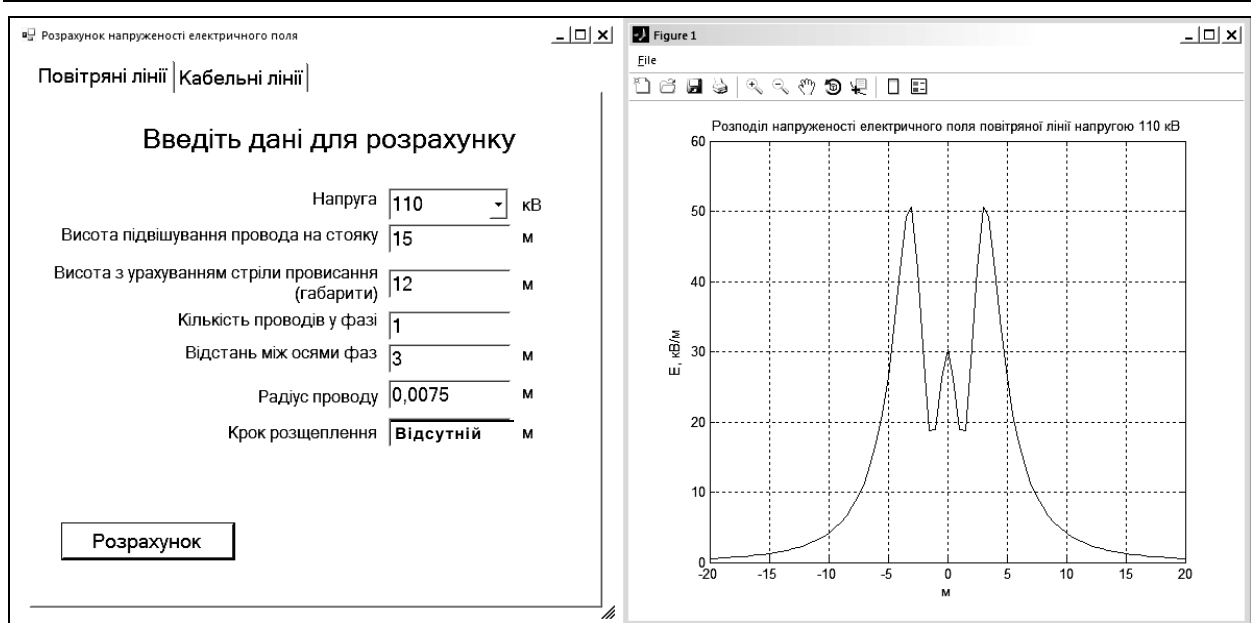 Розрахунок напруженості електричного поля
Повітряні лінії
Кабельні лінії
Введіть дані для розрахунку
Напруга 110 кВ
Висота підвішування провода на стояку 15 м
Висота з урахуванням стріли провисання
(габарити) 12 м
Кількість проводів у фазі 1
Відстань між осями фаз 3 м
Радіус проводу 0,0075 м
Крок розщеплення Відсутній м
Розрахунок
Figure 1
File
Розподіл напруженості електричного поля повітряної лінії напругою 110 кВ
60
50
40
30
20
10
0
E, кВ/м
-20 -15 -10 -5 0 5 10 15 20
м